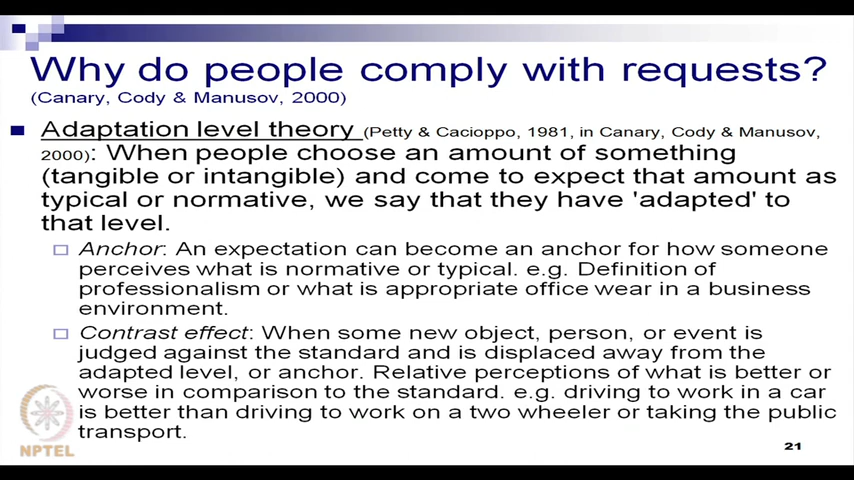 Why do people comply with requests?
(Canary, Cody & Manusov, 2000)
Adaptation level theory (Petty & Cacioppo, 1981, in Canary, Cody & Manusov,
2000): When people choose an amount of something
(tangible or intangible) and come to expect that amount as
typical or normative, we say that they have 'adapted' to
that level.
Anchor: An expectation can become an anchor for how someone
perceives what is normative or typical. e.g. Definition of
professionalism or what is appropriate office wear in a business
environment.
Contrast effect: When some new object, person, or event is
judged against the standard and is displaced away from the
adapted level, or anchor. Relative perceptions of what is better or
worse in comparison to the standard. e.g. driving to work in a car
is better than driving to work on a two wheeler or taking the public
transport.
NPTEL
21